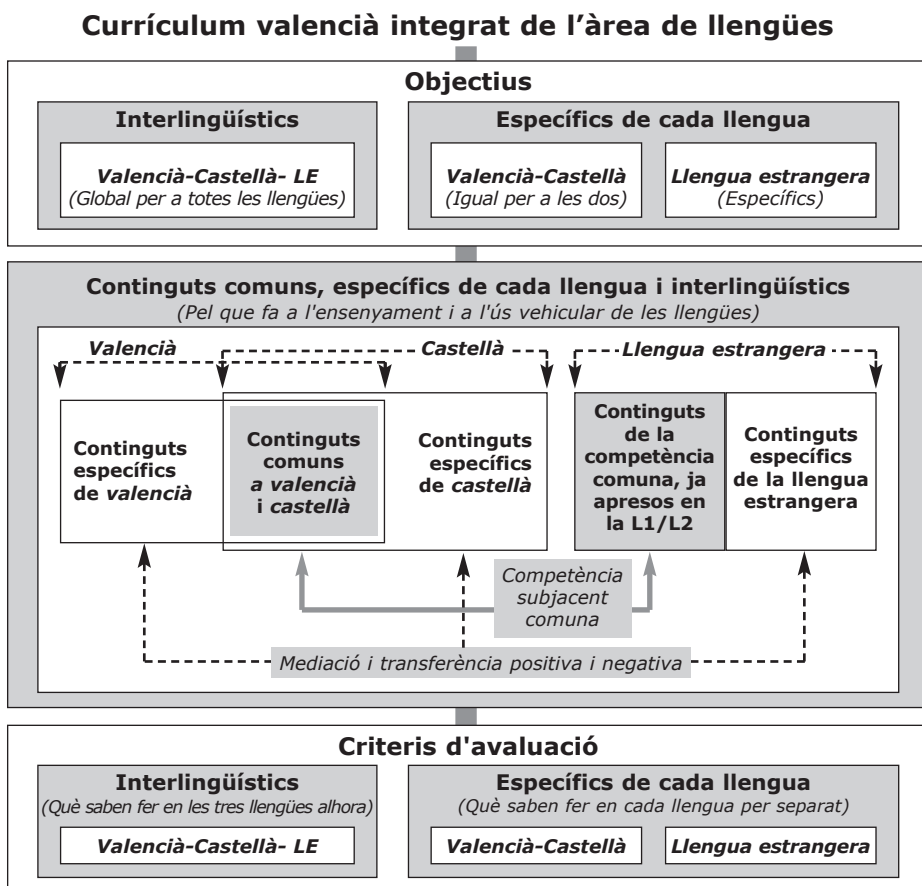 Currículum valencià integrat de l'àrea de llengües
Objectius
Interlingüístics
Valencià-Castellà- LE
(Global per a totes les llengües)
Específics de cada llengua
Valencià-Castellà
(Igual per a les dos)
Llengua estrangera
(Específics)
Continguts comuns, específics de cada llengua i interlingüístics
(Pel que fa a l'ensenyament i a l'ús vehicular de les llengües)
Valencià
Castellà
Llengua estrangera
Continguts
específics
de valencià
Continguts
comuns
a valencià
i castellà
Continguts
específics
de castellà
Continguts
de la
competència
comuna, ja
apresos en
la L1/L2
Continguts
específics
de la llengua
estrangera
Competència
subjacent
comuna
Mediació i transferència positiva i negativa
Criteris d'avaluació
Interlingüístics
(Què saben fer en les tres llengües alhora)
Valencià-Castellà- LE
Específics de cada llengua
(Què saben fer en cada llengua per separat)
Valencià-Castellà
Llengua estrangera